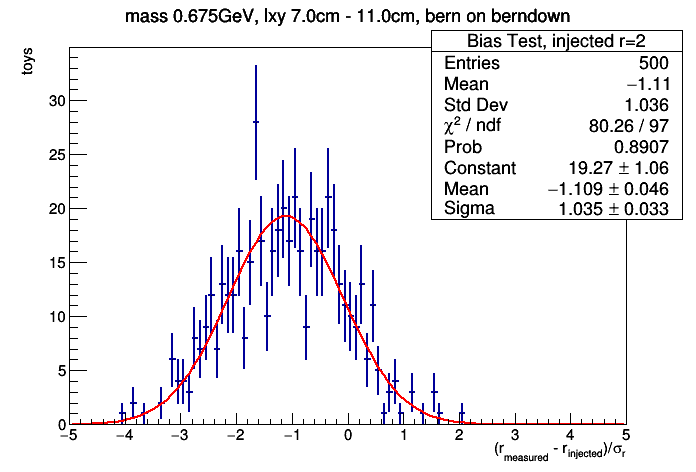 mass 0.675GeV, lxy 7.0cm - 11.0cm, bern on berndown
Bias Test, injected r=2
Entries 500
Mean −1.11
Std Dev 1.036
χ² / ndf 80.26 / 97
Prob 0.8907
Constant 19.27 ± 1.06
Mean −1.109 ± 0.046
Sigma 1.035 ± 0.033
toys
30
25
20
15
10
5
0
−5 −4 −3 −2 −1 0 1 2 3 4 5
(r_measured - r_injected)/σ_r